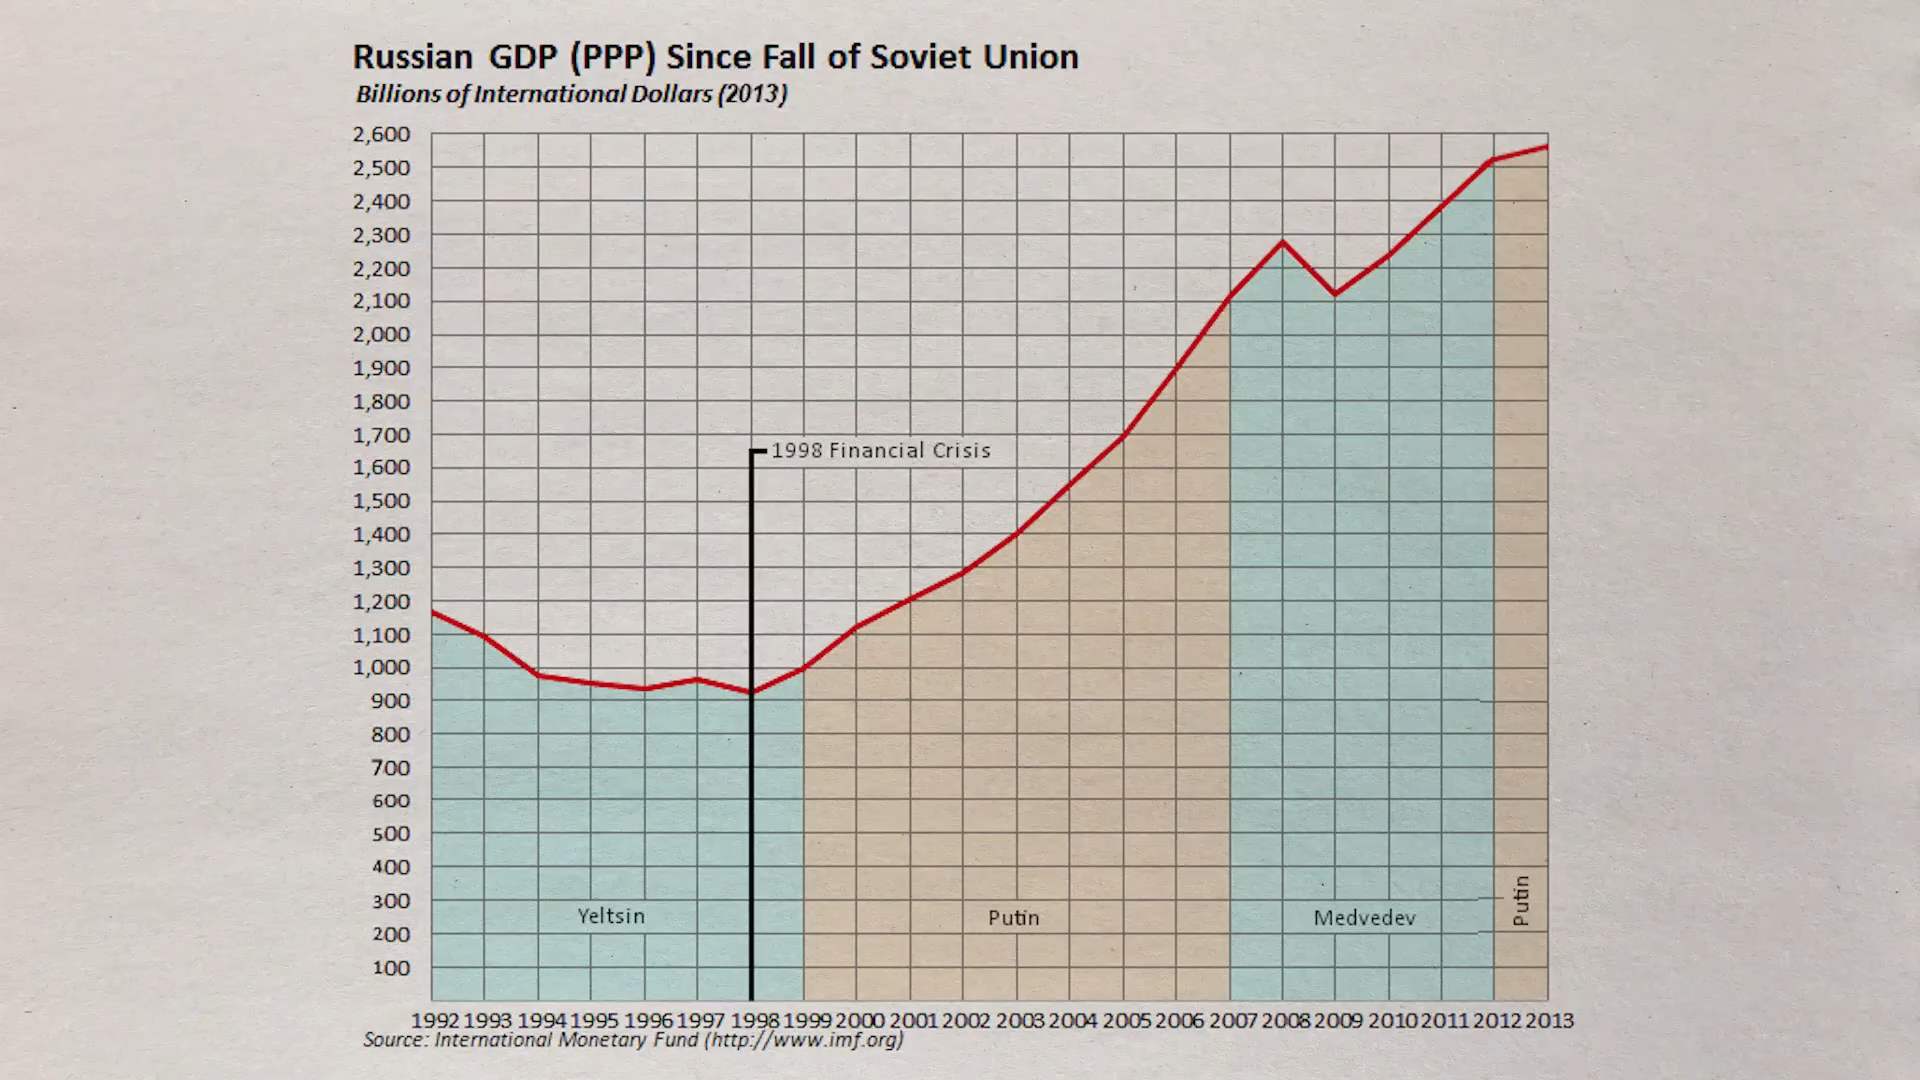 Russian GDP (PPP) Since Fall of Soviet Union
Billions of International Dollars (2013)
2,600
2,500
2,400
2,300
2,200
2,100
2,000
1,900
1,800
1,700
1,600
1,500
1,400
1,300
1,200
1,100
1,000
900
800
700
600
500
400
300
200
100
1998 Financial Crisis
Yeltsin
Putin
Medvedev
Putin
1992 1993 1994 1995 1996 1997 1998 1999 2000 2001 2002 2003 2004 2005 2006 2007 2008 2009 2010 2011 2012 2013
Source: International Monetary Fund (http://www.imf.org)